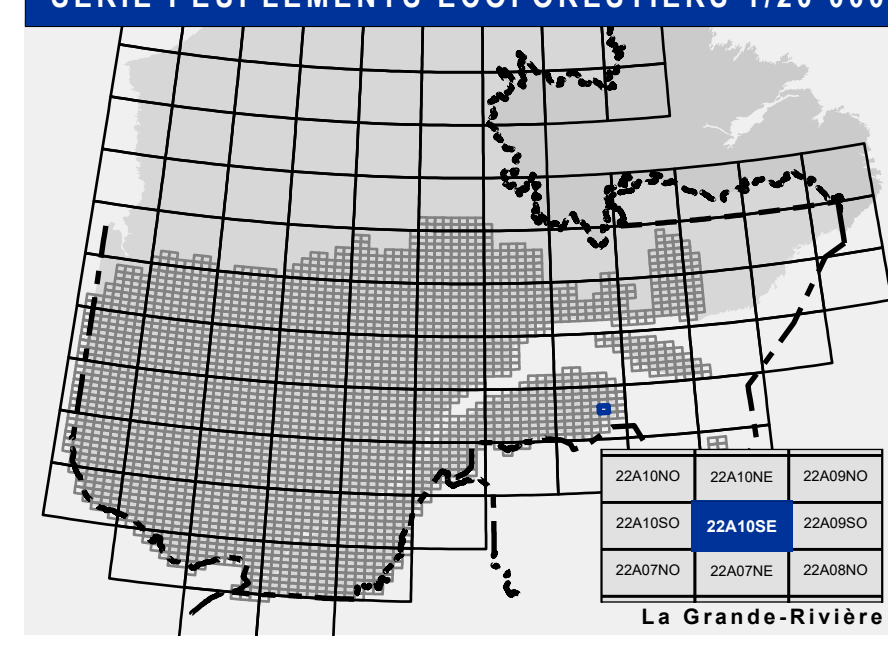 SÉRIE PEUPLEMENTS ÉCOFORESTIERS 1/20 000
22A10NO 22A10NE 22A09NO
22A10SO 22A10SE 22A09SO
22A07NO 22A07NE 22A08NO
La Grande-Rivière